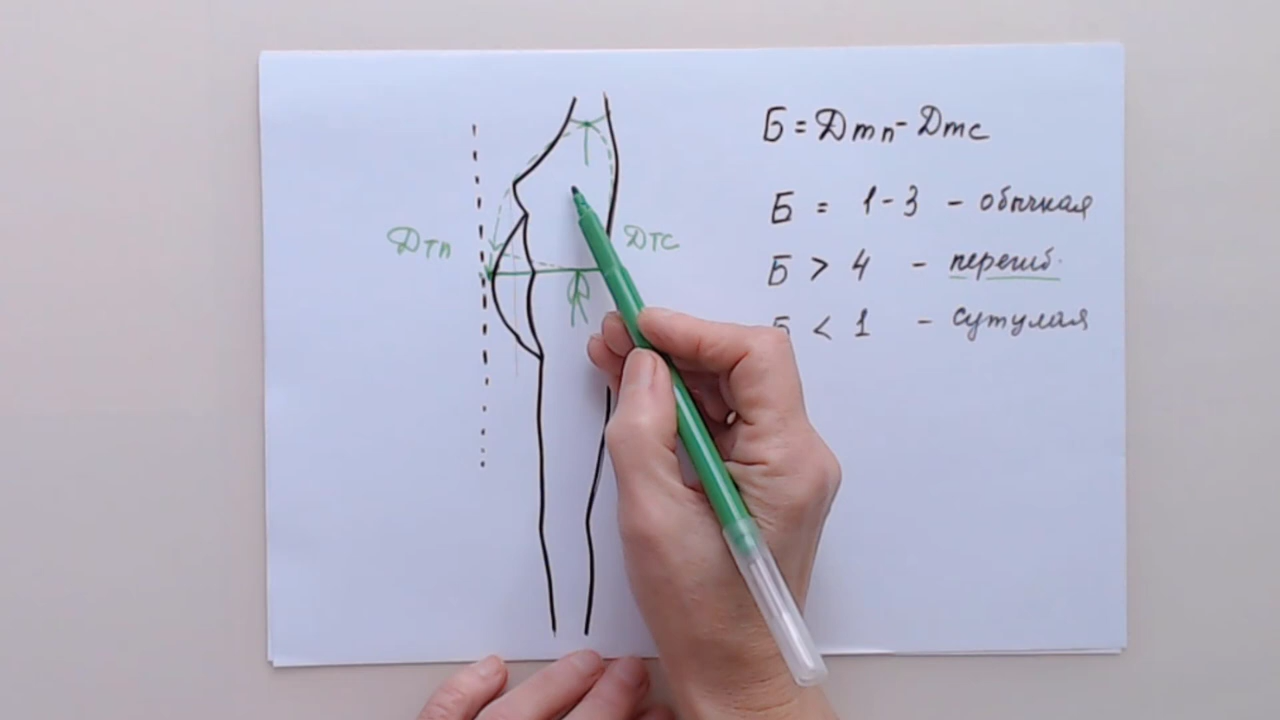 Б = Дтп - Дтс
Б = 1 - 3 - обычная
Б > 4 - перегиб.
Б < 1 - сутулая
Дтп
Дтс